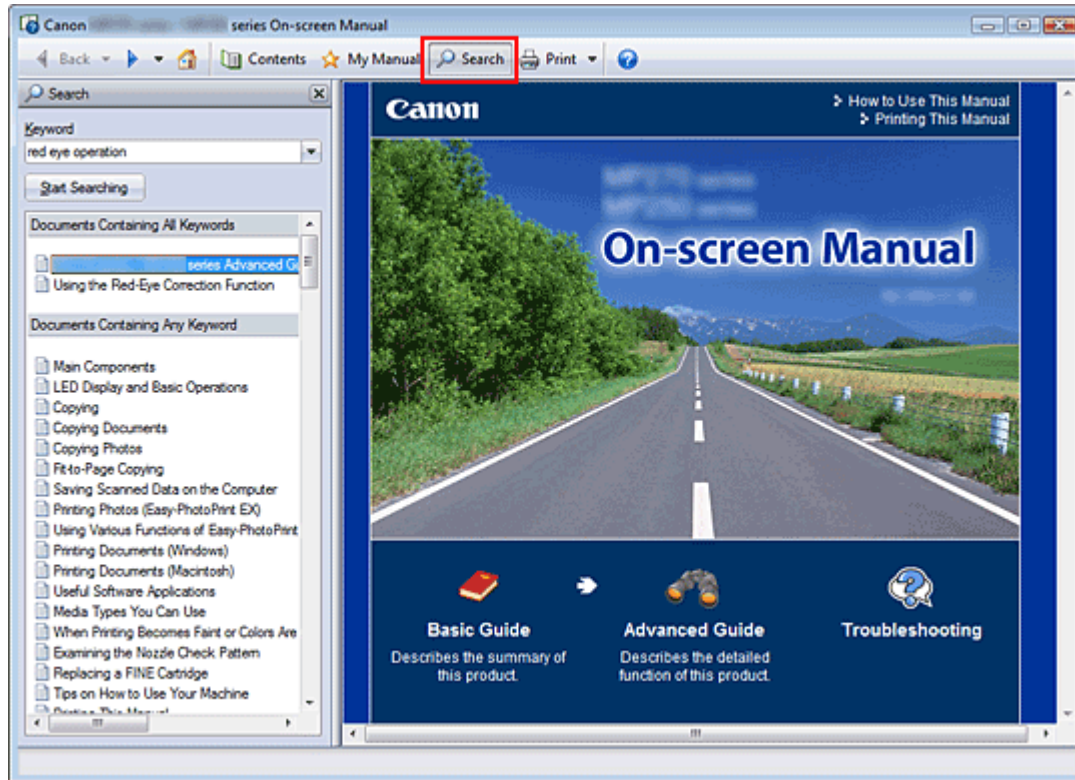 Canon series On-screen Manual
Back Contents My Manual Search Print
Search
Keyword
red eye operation
Start Searching
Documents Containing All Keywords
series Advanced G
Using the Red-Eye Correction Function
Documents Containing Any Keyword
Main Components
LED Display and Basic Operations
Copying
Copying Documents
Copying Photos
Fit-to-Page Copying
Saving Scanned Data on the Computer
Printing Photos (Easy-PhotoPrint EX)
Using Various Functions of Easy-PhotoPrint
Printing Documents (Windows)
Printing Documents (Macintosh)
Useful Software Applications
Media Types You Can Use
When Printing Becomes Faint or Colors Are
Examining the Nozzle Check Pattern
Replacing a FINE Cartridge
Tips on How to Use Your Machine
Printing This Manual
Canon
How to Use This Manual
Printing This Manual
series
series
On-screen Manual
Basic Guide
Describes the summary of
this product.
Advanced Guide
Describes the detailed
function of this product.
Troubleshooting